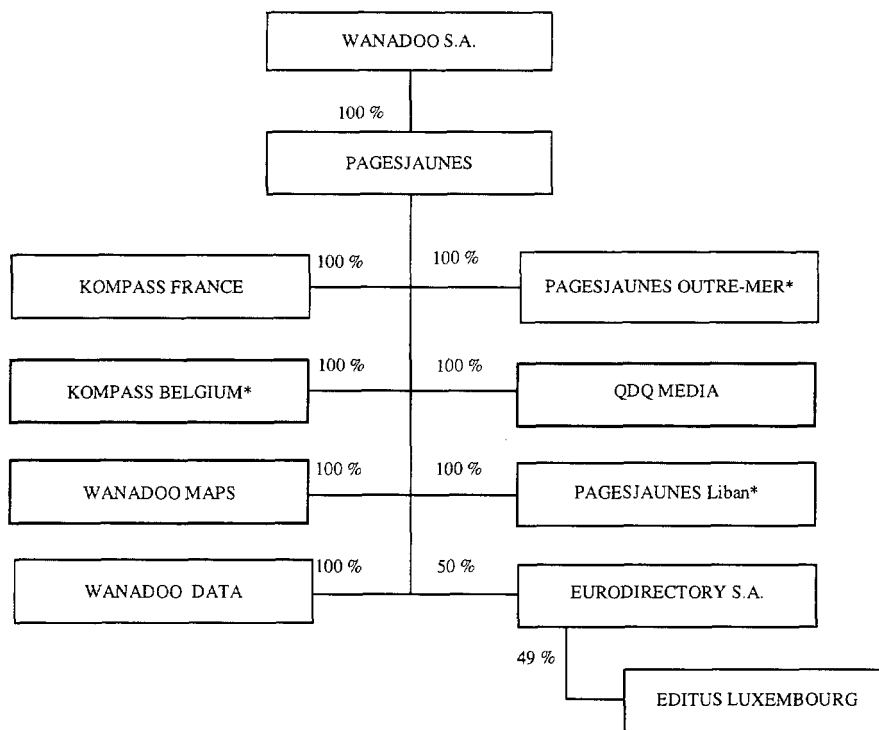 WANADOO S.A.
100 %
PAGESJAUNES
100 %
100 %
KOMPASS FRANCE
PAGESJAUNES OUTRE-MER*
100 %
100 %
KOMPASS BELGIUM*
QDQ MEDIA
100 %
100 %
WANADOO MAPS
PAGESJAUNES Liban*
100 %
50 %
WANADOO DATA
EURODIRECTORY S.A.
49 %
EDITUS LUXEMBOURG